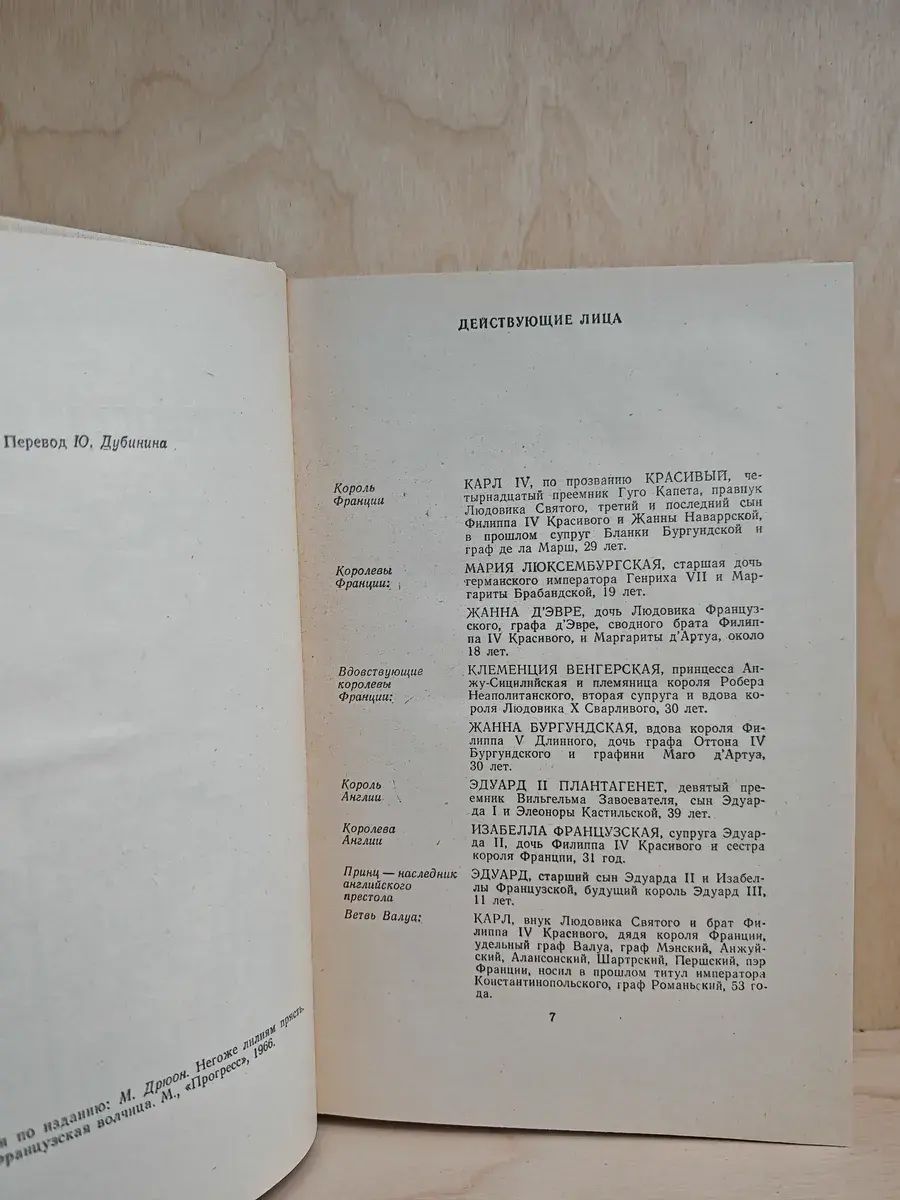 Перевод Ю. Дубинина
по изданию: М. Дрюон. Негоже лилиям прясть.
французская волчица. М., «Прогресс», 1966.
ДЕЙСТВУЮЩИЕ ЛИЦА
Король
Франции
КАРЛ IV, по прозванию КРАСИВЫЙ, че-
тырнадцатый преемник Гуго Капета, правнук
Людовика Святого, третий и последний сын
Филиппа IV Красивого и Жанны Наваррской,
в прошлом супруг Бланки Бургундской и
граф де ла Марш, 29 лет.
Королевы
Франции:
МАРИЯ ЛЮКСЕМБУРГСКАЯ, старшая дочь
германского императора Генриха VII и Мар-
гариты Брабандской, 19 лет.
ЖАННА Д’ЭВРЕ, дочь Людовика Француз-
ского, графа д’Эвре, сводного брата Филип-
па IV Красивого, и Маргариты д’Артуа, около
18 лет.
Вдовствующие
королевы
Франции:
КЛЕМЕНЦИЯ ВЕНГЕРСКАЯ, принцесса Ан-
жу-Сицилийская и племяница короля Робера
Неаполитанского, вторая супруга и вдова ко-
роля Людовика X Сварливого, 30 лет.
ЖАННА БУРГУНДСКАЯ, вдова короля Фи-
липпа V Длинного, дочь графа Оттона IV
Бургундского и графини Маго д’Артуа,
30 лет.
Король
Англии
ЭДУАРД II ПЛАНТАГЕНЕТ, девятый пре-
емник Вильгельма Завоевателя, сын Эдуар-
да I и Элеоноры Кастильской, 39 лет.
Королева
Англии
ИЗАБЕЛЛА ФРАНЦУЗСКАЯ, супруга Эдуар-
да II, дочь Филиппа IV Красивого и сестра
короля Франции, 31 год.
Принц — наследник
английского
престола
ЭДУАРД, старший сын Эдуарда II и Изабел-
лы Французской, будущий король Эдуард III,
11 лет.
Ветвь Валуа:
КАРЛ, внук Людовика Святого и брат Фи-
липпа IV Красивого, дядя короля Франции,
удельный граф Валуа, граф Мэнский, Анжуй-
ский, Алансонский, Шартрский, Першский, пэр
Франции, носил в прошлом титул императора
Константинопольского, граф Романьский, 53 го-
да.
7